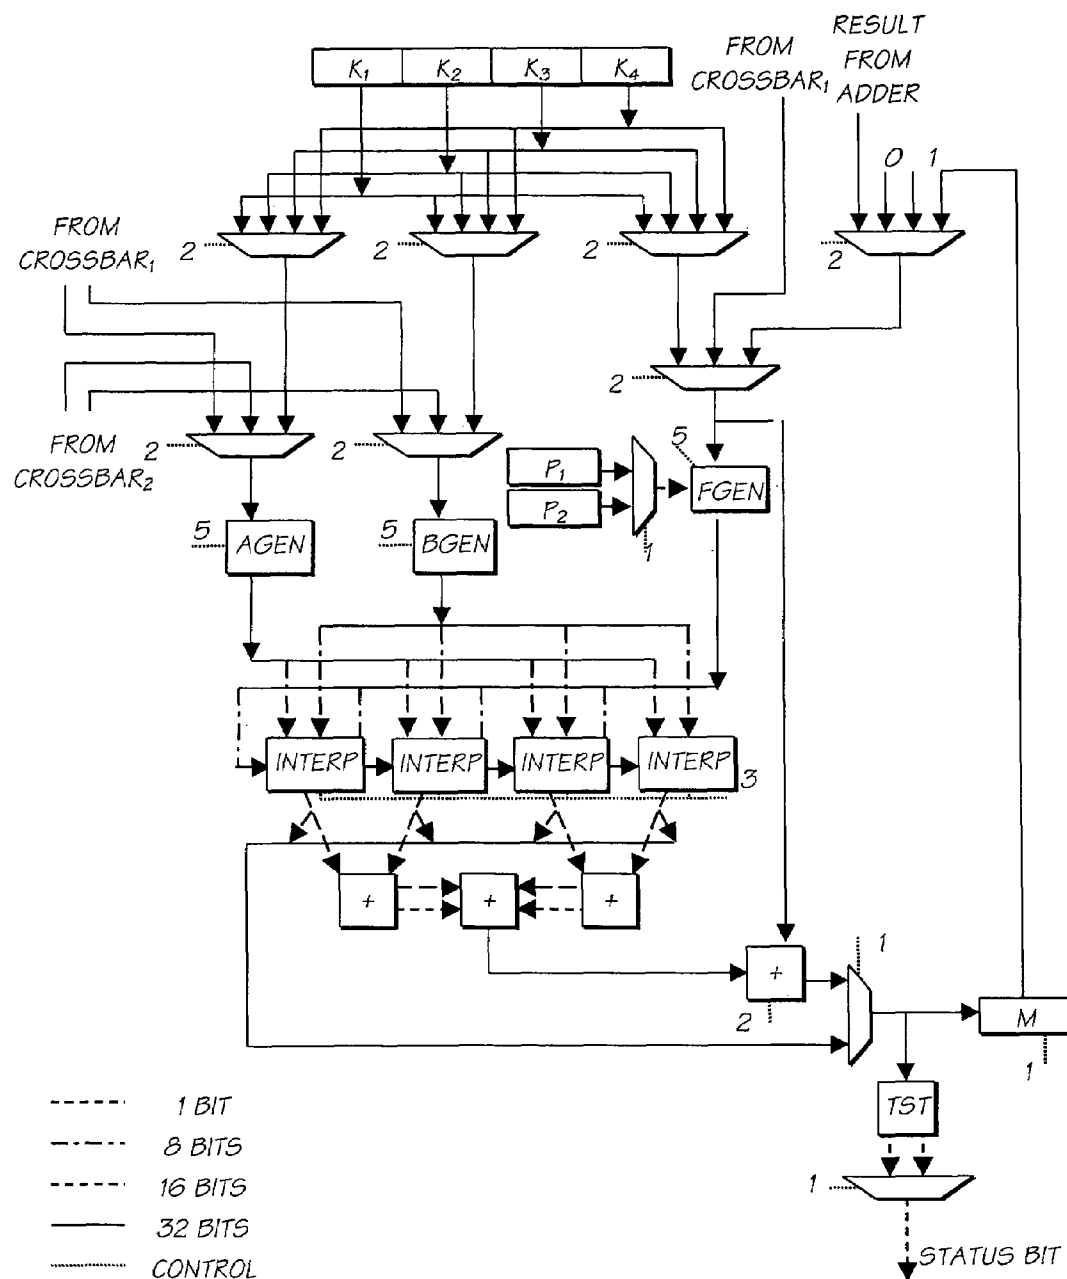 RESULT
FROM
ADDER
FROM
CROSSBAR₁
K₁ K₂ K₃ K₄
0 1
FROM
CROSSBAR₁
2 2 2 2
2
FROM
CROSSBAR₂
2 2
P₁
P₂
1
5
FGEN
5 AGEN
5 BGEN
INTERP INTERP INTERP INTERP 3
+ + +
+
2
1
M
1
TST
1
STATUS BIT
1 BIT
8 BITS
16 BITS
32 BITS
CONTROL